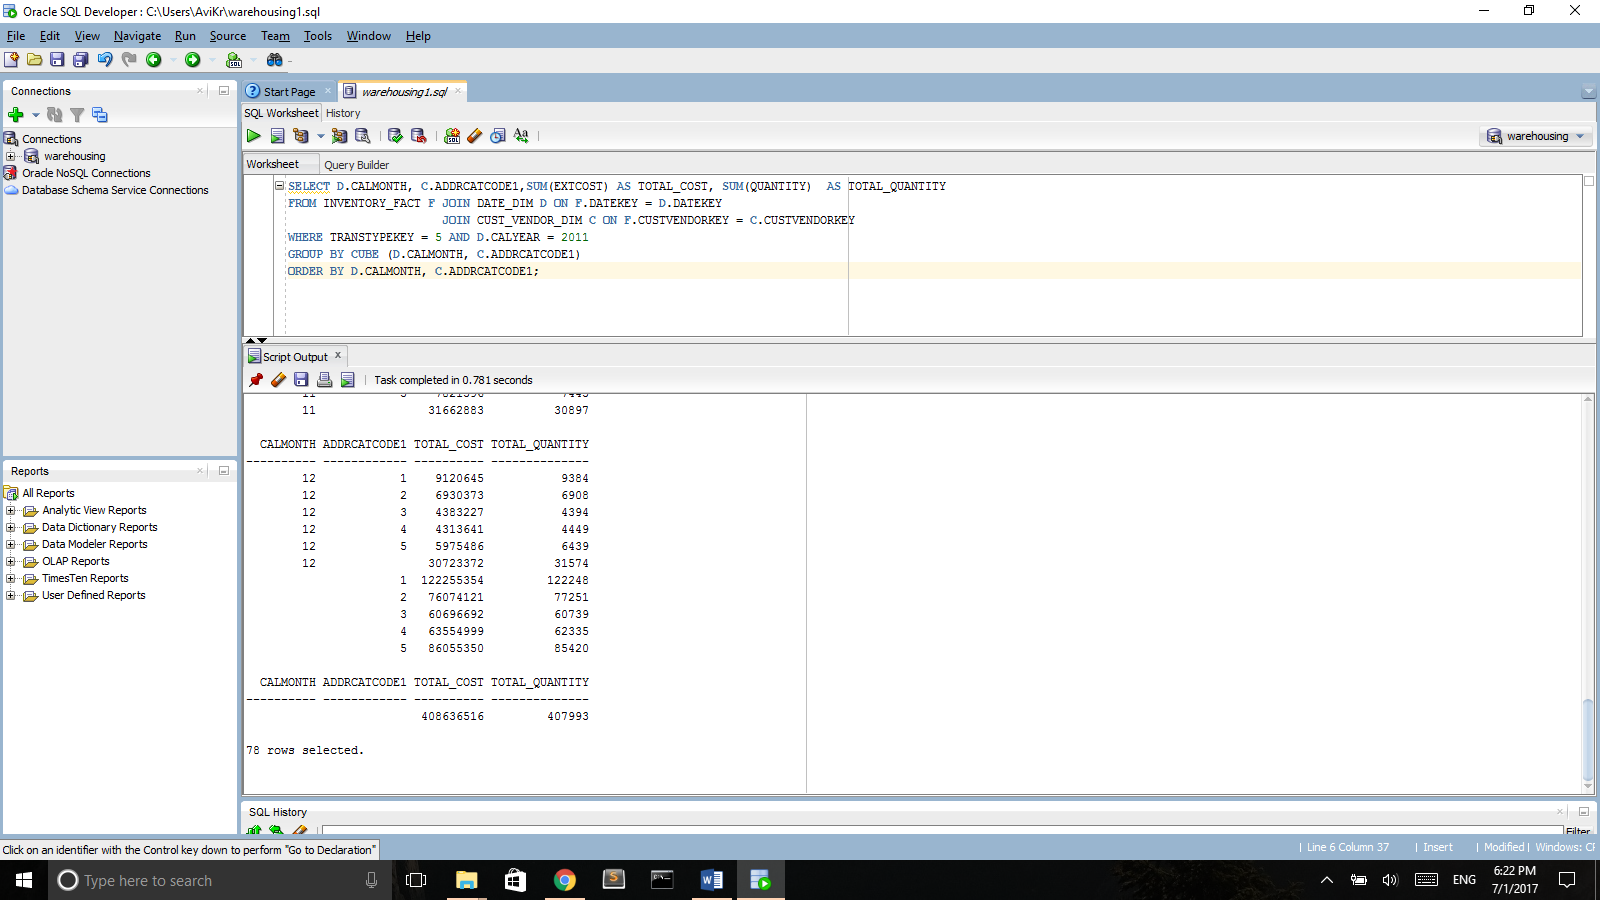 Oracle SQL Developer : C:\Users\AviKr\warehousing1.sql
File Edit View Navigate Run Source Team Tools Window Help
Connections
Connections
warehousing
Oracle NoSQL Connections
Database Schema Service Connections
Reports
All Reports
Analytic View Reports
Data Dictionary Reports
Data Modeler Reports
OLAP Reports
TimesTen Reports
User Defined Reports
Start Page warehousing1.sql
SQL Worksheet History
warehousing
Worksheet Query Builder
SELECT D.CALMONTH, C.ADDRCATCODE1,SUM(EXTCOST) AS TOTAL_COST, SUM(QUANTITY)  AS TOTAL_QUANTITY
FROM INVENTORY_FACT F JOIN DATE_DIM D ON F.DATEKEY = D.DATEKEY
JOIN CUST_VENDOR_DIM C ON F.CUSTVENDORKEY = C.CUSTVENDORKEY
WHERE TRANSTYPEKEY = 5 AND D.CALYEAR = 2011
GROUP BY CUBE (D.CALMONTH, C.ADDRCATCODE1)
ORDER BY D.CALMONTH, C.ADDRCATCODE1;
Script Output
Task completed in 0.781 seconds
11 31662883 30897
CALMONTH ADDRCATCODE1 TOTAL_COST TOTAL_QUANTITY
---------- ------------ ---------- --------------
12 1 9120645 9384
12 2 6930373 6908
12 3 4383227 4394
12 4 4313641 4449
12 5 5975486 6439
12 30723372 31574
1 122255354 122248
2 76074121 77251
3 60696692 60739
4 63554999 62335
5 86055350 85420
CALMONTH ADDRCATCODE1 TOTAL_COST TOTAL_QUANTITY
---------- ------------ ---------- --------------
408636516 407993
78 rows selected.
SQL History
Filter
Click on an identifier with the Control key down to perform "Go to Declaration"
Line 6 Column 37 Insert Modified Windows: CF
Type here to search
ENG
6:22 PM
7/1/2017